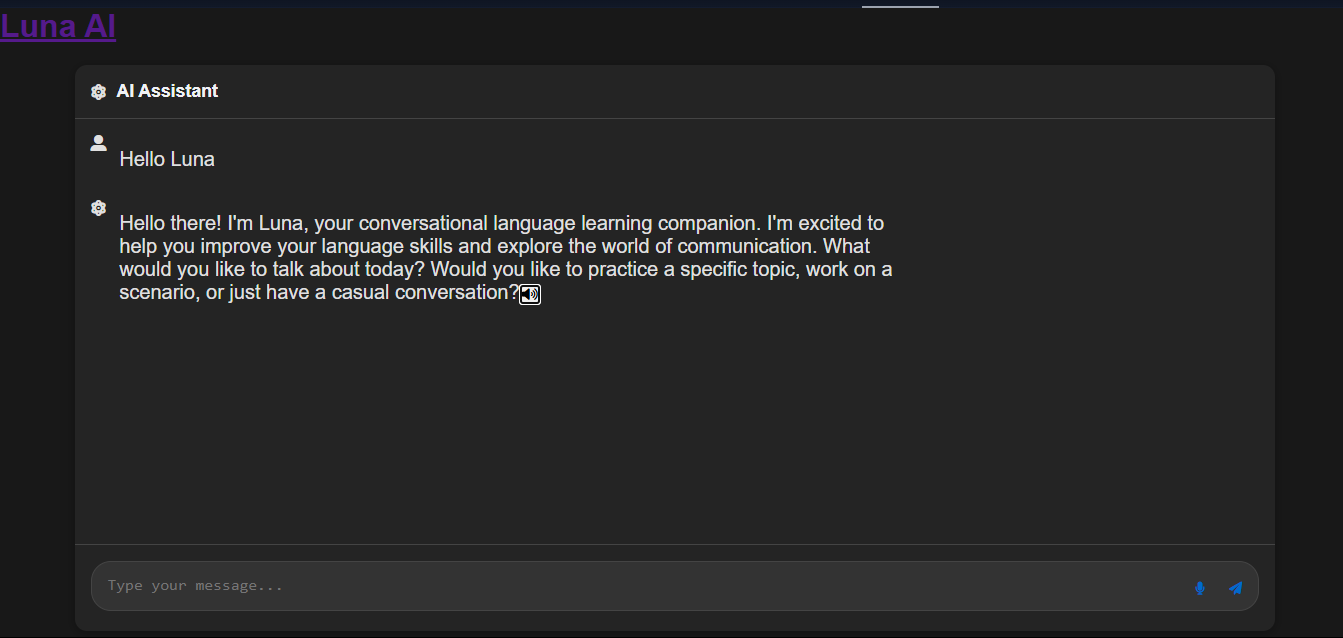 Luna AI
AI Assistant
Hello Luna
Hello there! I'm Luna, your conversational language learning companion. I'm excited to
help you improve your language skills and explore the world of communication. What
would you like to talk about today? Would you like to practice a specific topic, work on a
scenario, or just have a casual conversation?
Type your message...